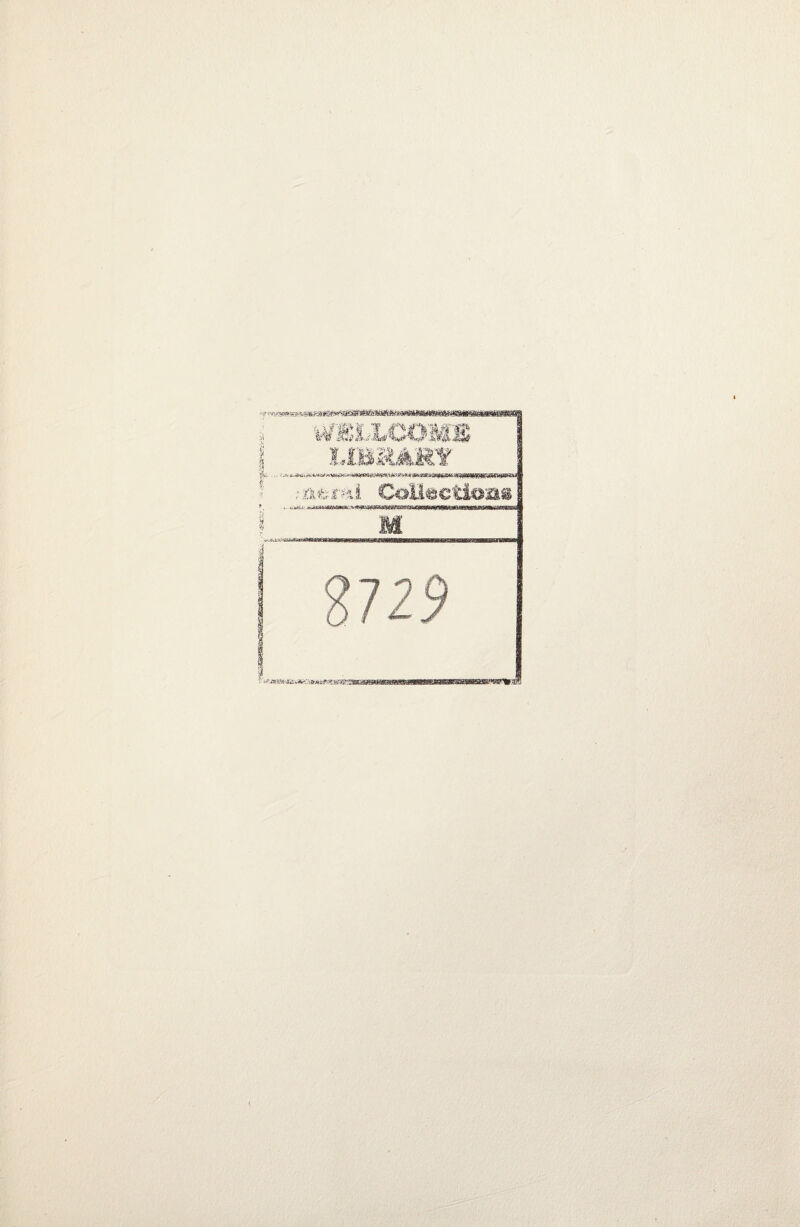 WELLCOME
LIBRARY
Collections
M
8729